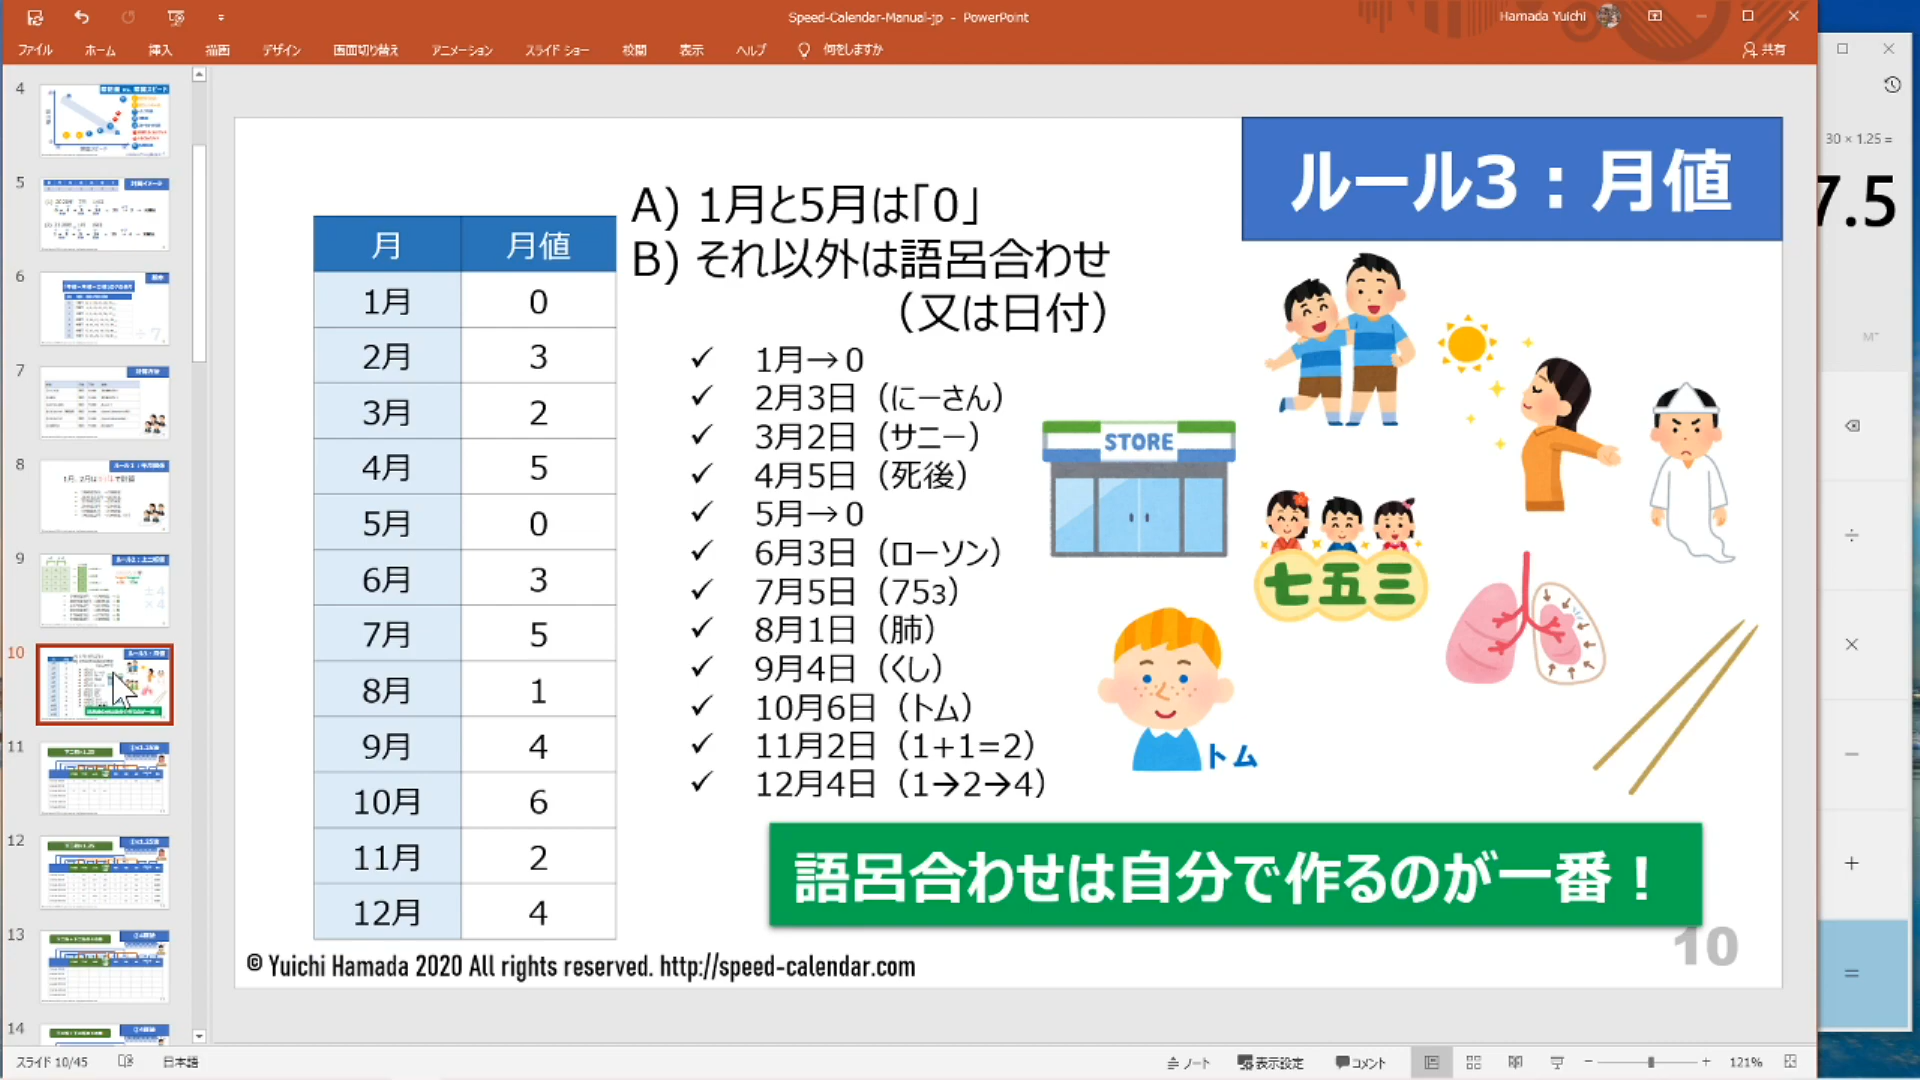 Speed-Calendar-Manual-jp - PowerPoint
Hamada Yuichi
ファイル ホーム 挿入 描画 デザイン 画面切り替え アニメーション スライド ショー 校閲 表示 ヘルプ 何をしますか
共有
4
5
6
7
8
9
10
11
12
13
14
ルール3：月値
A) 1月と5月は「0」
B) それ以外は語呂合わせ
（又は日付）
月 月値
1月 0
2月 3
3月 2
4月 5
5月 0
6月 3
7月 5
8月 1
9月 4
10月 6
11月 2
12月 4
✓ 1月→0
✓ 2月3日（にーさん）
✓ 3月2日（サニー）
✓ 4月5日（死後）
✓ 5月→0
✓ 6月3日（ローソン）
✓ 7月5日（75₃）
✓ 8月1日（肺）
✓ 9月4日（くし）
✓ 10月6日（トム）
✓ 11月2日（1+1=2）
✓ 12月4日（1→2→4）
STORE
七五三
トム
語呂合わせは自分で作るのが一番！
10
© Yuichi Hamada 2020 All rights reserved. http://speed-calendar.com
30 × 1.25 =
7.5
M⁺
÷
×
−
+
=
スライド 10/45 日本語
ノート 表示設定 コメント
121%